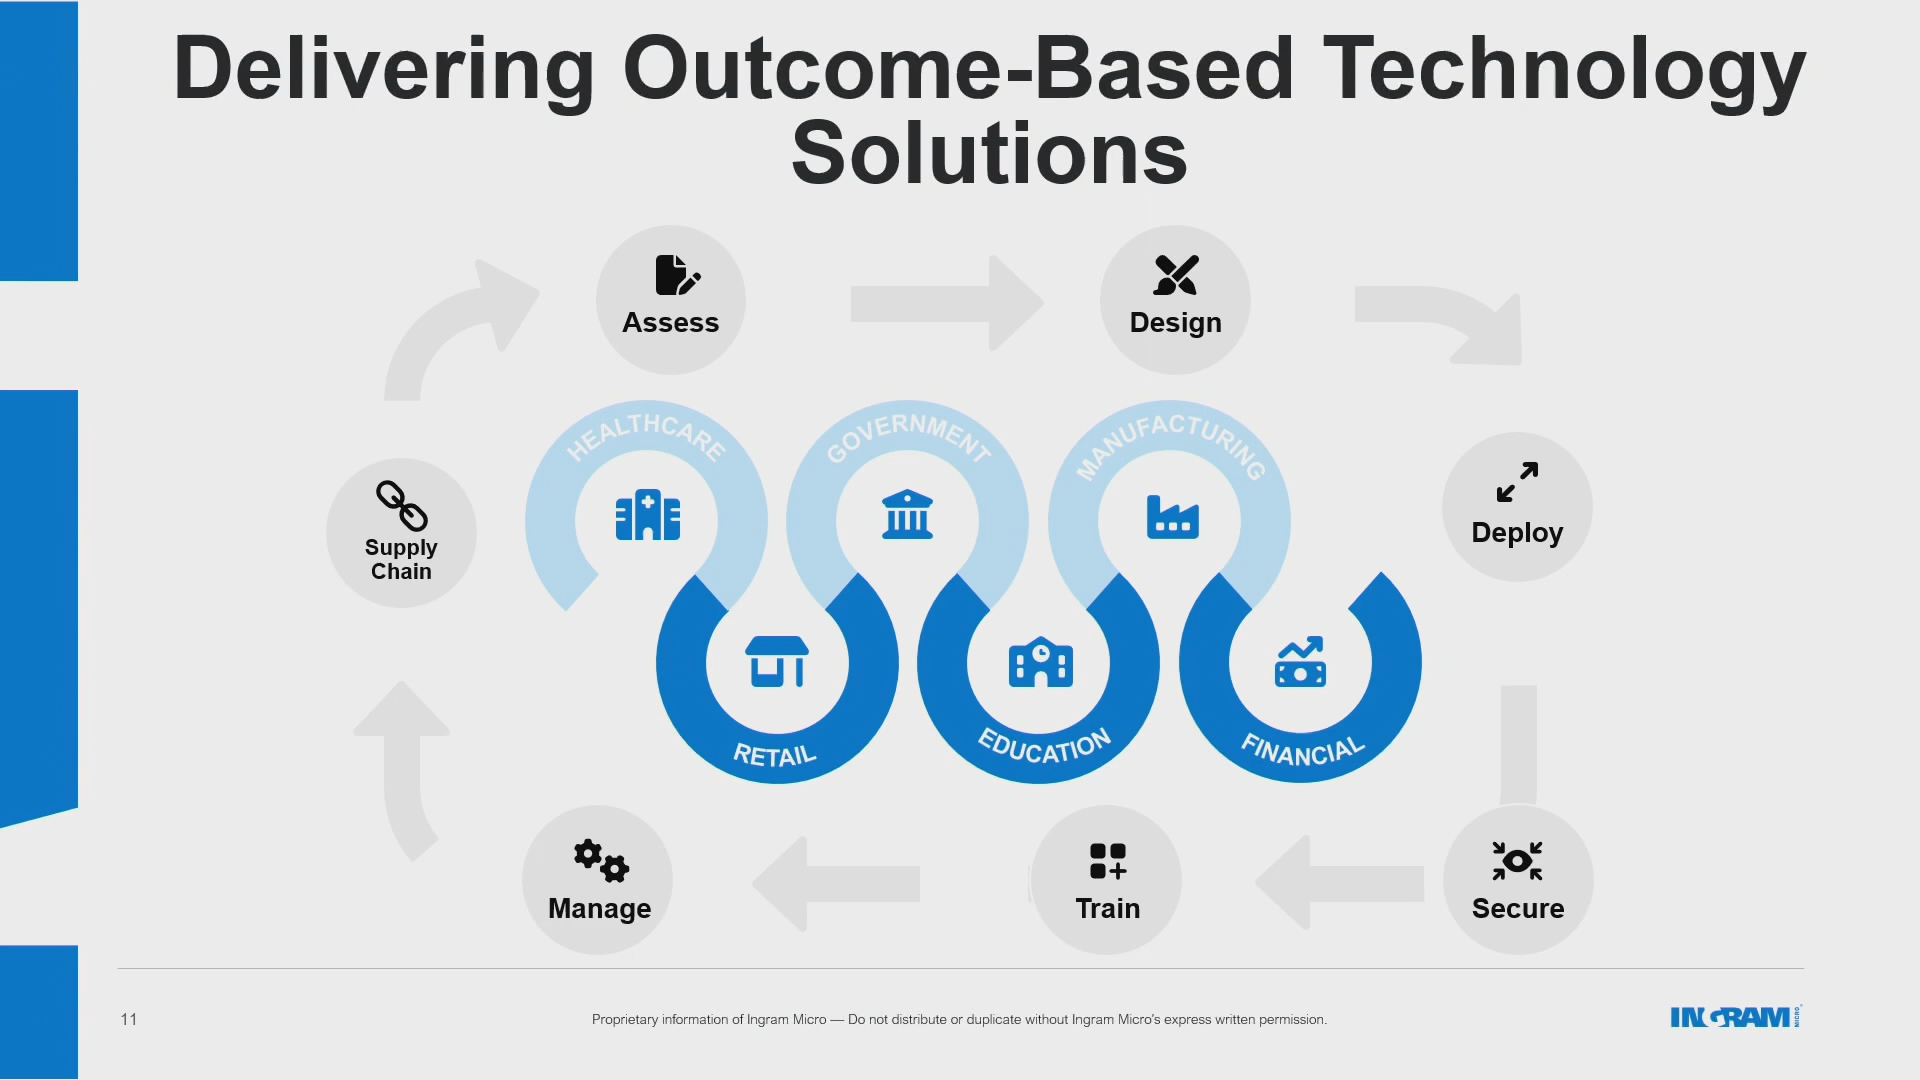 Delivering Outcome-Based Technology
Solutions
Assess
Design
HEALTHCARE
GOVERNMENT
MANUFACTURING
Supply
Chain
Deploy
RETAIL
EDUCATION
FINANCIAL
Manage
Train
Secure
11
Proprietary information of Ingram Micro — Do not distribute or duplicate without Ingram Micro's express written permission.
INGRAM MICRO